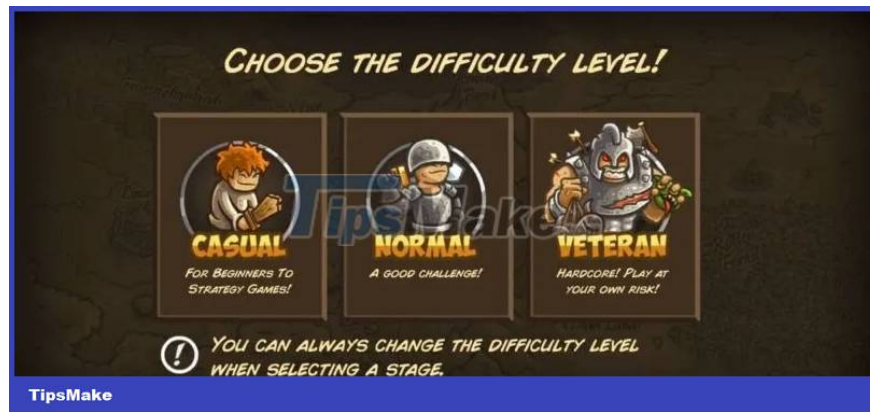 CHOOSE THE DIFFICULTY LEVEL!
CASUAL
FOR BEGINNERS TO
STRATEGY GAMES!
NORMAL
A GOOD CHALLENGE!
VETERAN
HARDCORE! PLAY AT
YOUR OWN RISK!
TipsMake
! YOU CAN ALWAYS CHANGE THE DIFFICULTY LEVEL
WHEN SELECTING A STAGE.
TipsMake